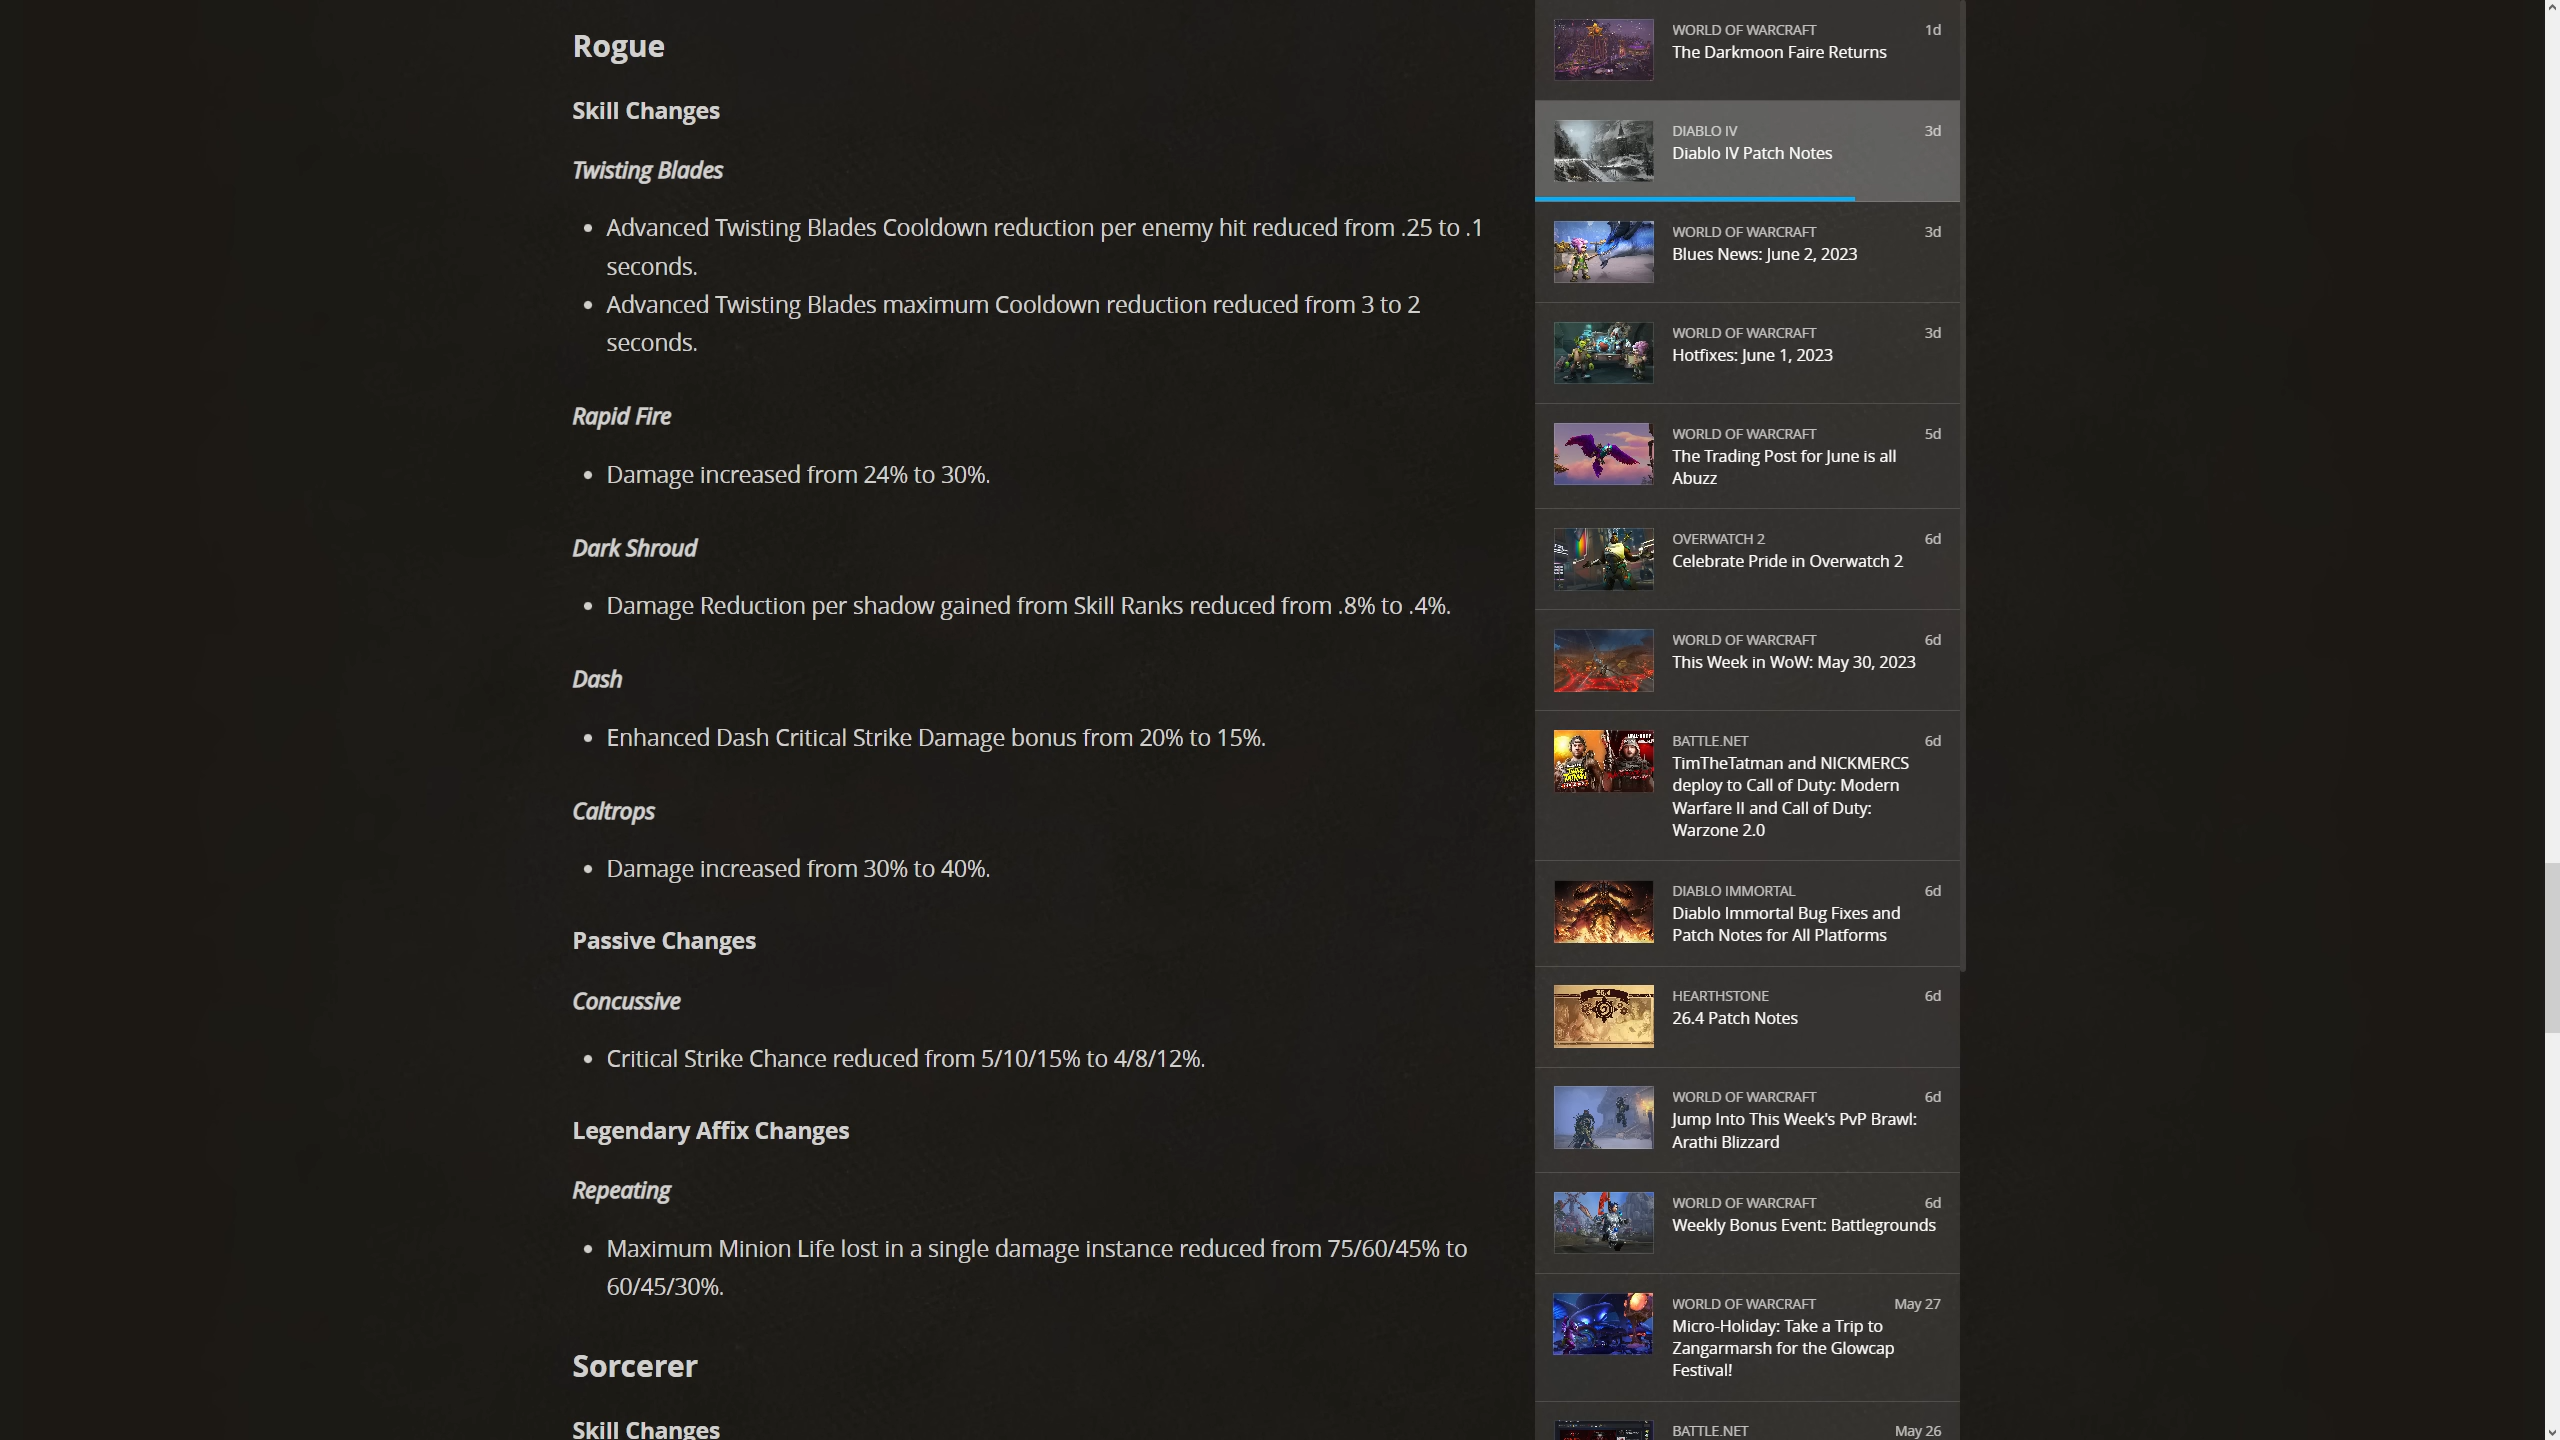 Rogue
Skill Changes
Twisting Blades
• Advanced Twisting Blades Cooldown reduction per enemy hit reduced from .25 to .1
seconds.
• Advanced Twisting Blades maximum Cooldown reduction reduced from 3 to 2
seconds.
Rapid Fire
• Damage increased from 24% to 30%.
Dark Shroud
• Damage Reduction per shadow gained from Skill Ranks reduced from .8% to .4%.
Dash
• Enhanced Dash Critical Strike Damage bonus from 20% to 15%.
Caltrops
• Damage increased from 30% to 40%.
Passive Changes
Concussive
• Critical Strike Chance reduced from 5/10/15% to 4/8/12%.
Legendary Affix Changes
Repeating
• Maximum Minion Life lost in a single damage instance reduced from 75/60/45% to
60/45/30%.
Sorcerer
Skill Changes
WORLD OF WARCRAFT 1d
The Darkmoon Faire Returns
DIABLO IV 3d
Diablo IV Patch Notes
WORLD OF WARCRAFT 3d
Blues News: June 2, 2023
WORLD OF WARCRAFT 3d
Hotfixes: June 1, 2023
WORLD OF WARCRAFT 5d
The Trading Post for June is all
Abuzz
OVERWATCH 2 6d
Celebrate Pride in Overwatch 2
WORLD OF WARCRAFT 6d
This Week in WoW: May 30, 2023
BATTLE.NET 6d
TimTheTatman and NICKMERCS
deploy to Call of Duty: Modern
Warfare II and Call of Duty:
Warzone 2.0
DIABLO IMMORTAL 6d
Diablo Immortal Bug Fixes and
Patch Notes for All Platforms
HEARTHSTONE 6d
26.4 Patch Notes
WORLD OF WARCRAFT 6d
Jump Into This Week's PvP Brawl:
Arathi Blizzard
WORLD OF WARCRAFT 6d
Weekly Bonus Event: Battlegrounds
WORLD OF WARCRAFT May 27
Micro-Holiday: Take a Trip to
Zangarmarsh for the Glowcap
Festival!
BATTLE.NET May 26